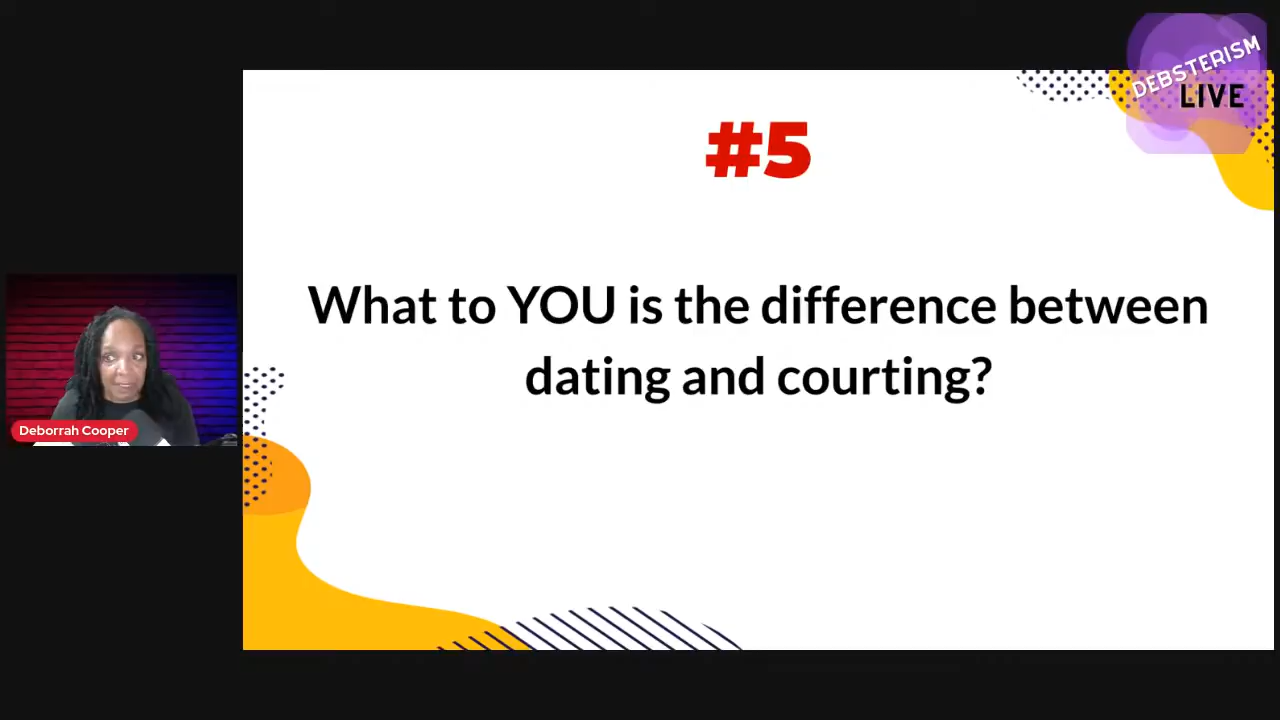 DEBSTERISM
LIVE
#5
What to YOU is the difference between
dating and courting?
Deborrah Cooper